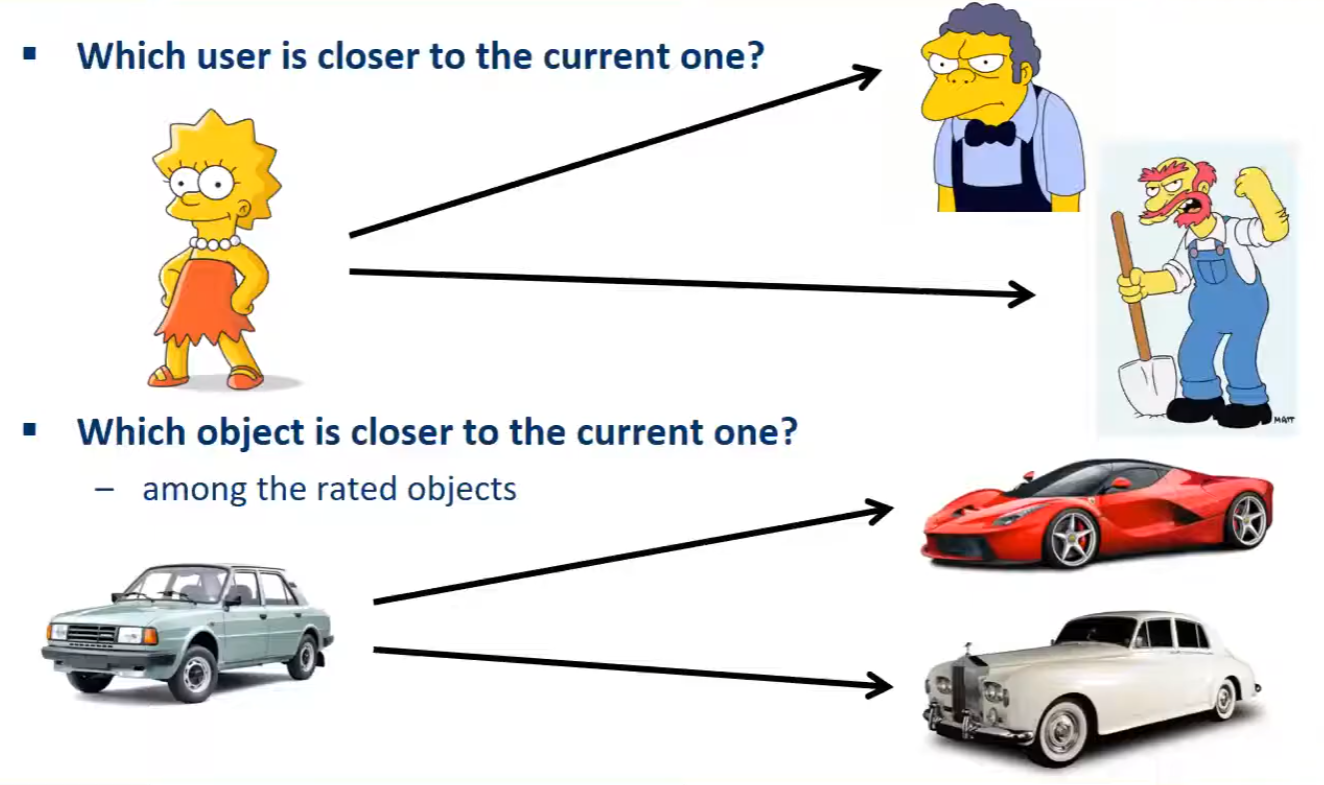 ▪ Which user is closer to the current one?
MATT
▪ Which object is closer to the current one?
– among the rated objects